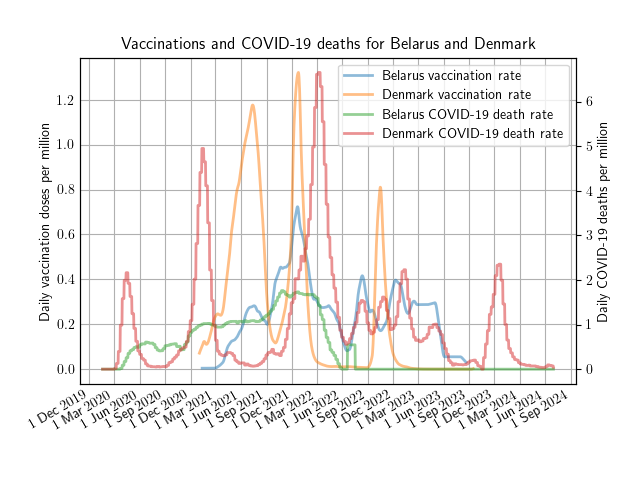 Vaccinations and COVID-19 deaths for Belarus and Denmark
Belarus vaccination rate
Denmark vaccination rate
Belarus COVID-19 death rate
Denmark COVID-19 death rate
Daily vaccination doses per million
1.2
1.0
0.8
0.6
0.4
0.2
0.0
Daily COVID-19 deaths per million
6
5
4
3
2
1
0
1 Dec 2019
1 Mar 2020
1 Jun 2020
1 Sep 2020
1 Dec 2020
1 Mar 2021
1 Jun 2021
1 Sep 2021
1 Dec 2021
1 Mar 2022
1 Jun 2022
1 Sep 2022
1 Dec 2022
1 Mar 2023
1 Jun 2023
1 Sep 2023
1 Dec 2023
1 Mar 2024
1 Jun 2024
1 Sep 2024